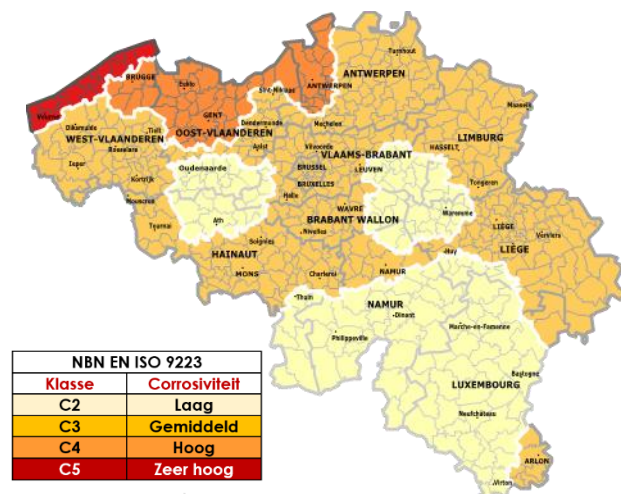 BRUGGE
Eeklo
Turnhout
Sint-Niklaas
ANTWERPEN
ANTWERPEN
Veurne
GENT
Maaseik
Dendermonde
Mechelen
Diksmuide
Tielt
OOST-VLAANDEREN
WEST-VLAANDEREN
LIMBURG
Roeselare
Aalst
Vilvoorde
VLAAMS-BRABANT
HASSELT
Ieper
Oudenaarde
BRUSSEL
LEUVEN
Kortrijk
BRUXELLES
Tongeren
Halle
Mouscron
WAVRE
Waremme
Ath
BRABANT WALLON
LIÈGE
Tournai
Nivelles
Verviers
Soignies
LIÈGE
HAINAUT
Huy
MONS
Charleroi
NAMUR
Thuin
NAMUR
Dinant
Marche-en-Famenne
Philippeville
Bastogne
LUXEMBOURG
Neufchâteau
ARLON
Virton
NBN EN ISO 9223
Klasse Corrosiviteit
C2 Laag
C3 Gemiddeld
C4 Hoog
C5 Zeer hoog